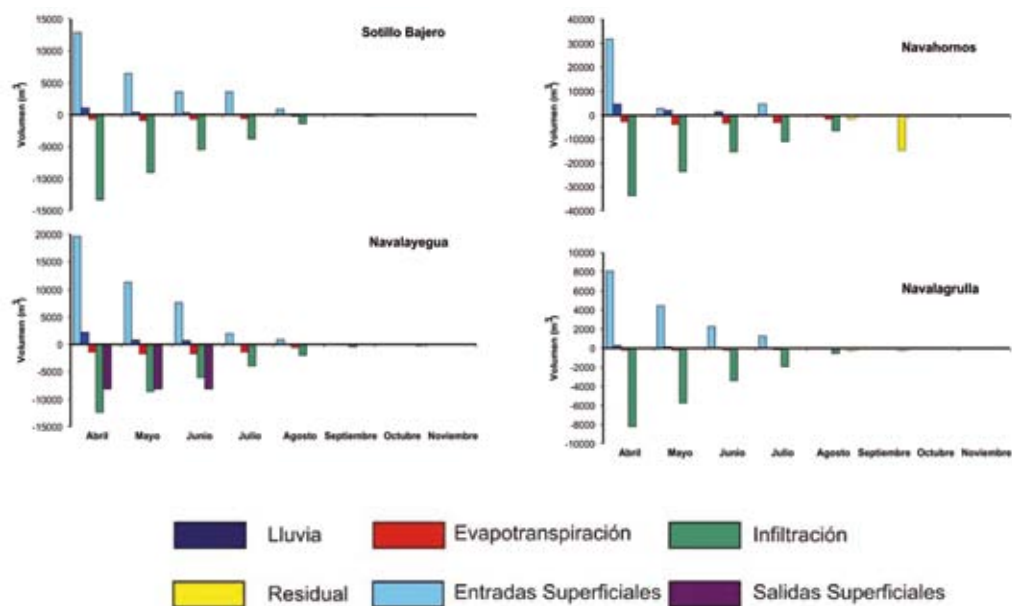 Sotillo Bajero
Volumen (m³)
15000
10000
5000
0
-5000
-10000
-15000
Navahornos
Volumen (m³)
40000
30000
20000
10000
0
-10000
-20000
-30000
-40000
Navalayegua
Volumen (m³)
20000
15000
10000
5000
0
-5000
-10000
-15000
Abril Mayo Junio Julio Agosto Septiembre Octubre Noviembre
Navalagrulla
Volumen (m³)
10000
8000
6000
4000
2000
0
-2000
-4000
-6000
-8000
-10000
Abril Mayo Junio Julio Agosto Septiembre Octubre Noviembre
Lluvia Evapotranspiración Infiltración
Residual Entradas Superficiales Salidas Superficiales